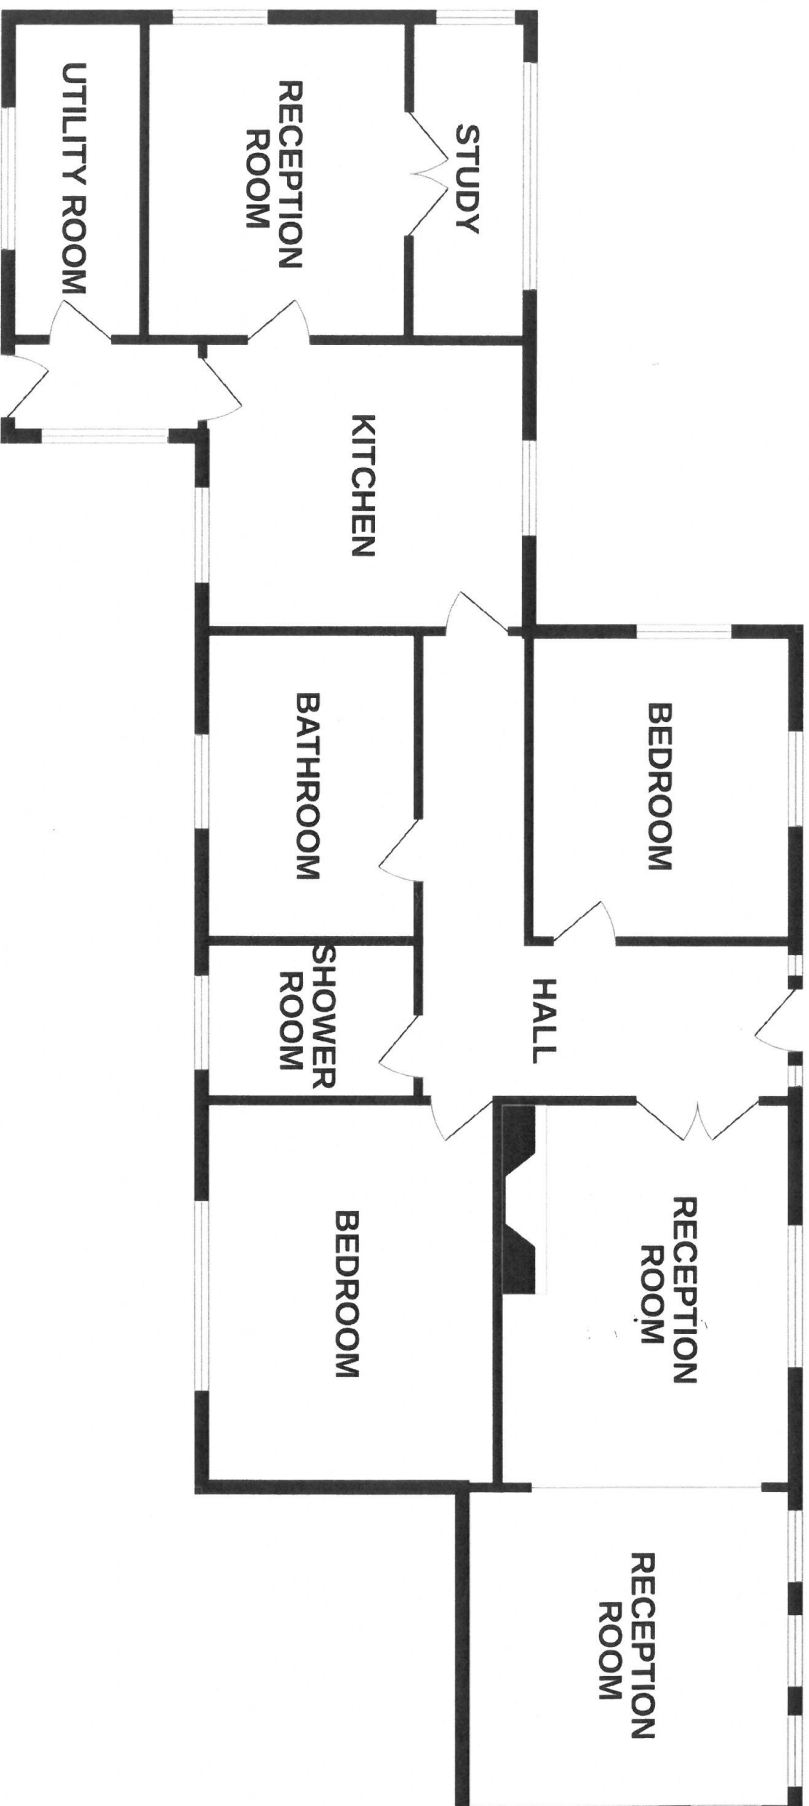 UTILITY ROOM
RECEPTION
ROOM
STUDY
KITCHEN
BATHROOM
BEDROOM
SHOWER
ROOM
HALL
BEDROOM
RECEPTION
ROOM
RECEPTION
ROOM